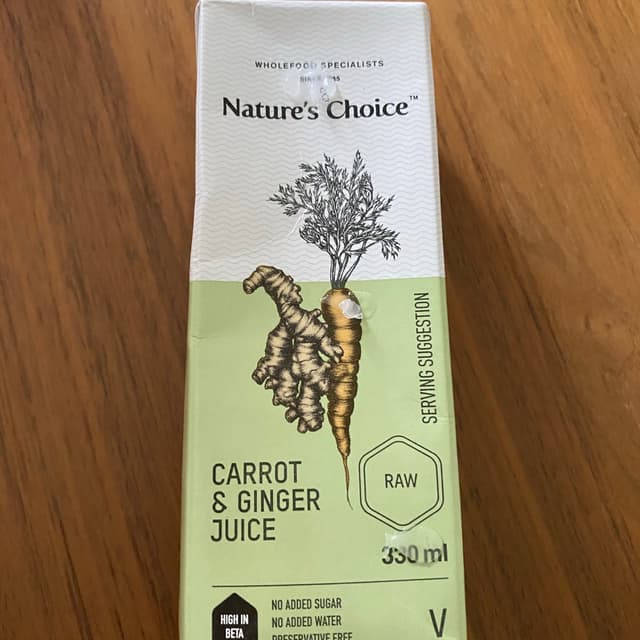 WHOLEFOOD SPECIALISTS
SINCE
Nature's Choice™
SERVING SUGGESTION
CARROT
& GINGER
JUICE
RAW
330 ml
HIGH IN
BETA
NO ADDED SUGAR
NO ADDED WATER
PRESERVATIVE FREE
V